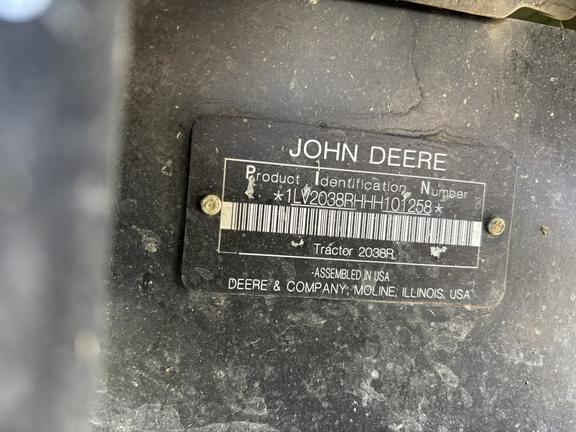 JOHN DEERE
Product Identification Number
*1LV2038RHHH101258*
Tractor 2038R
ASSEMBLED IN USA
DEERE & COMPANY, MOLINE, ILLINOIS, USA